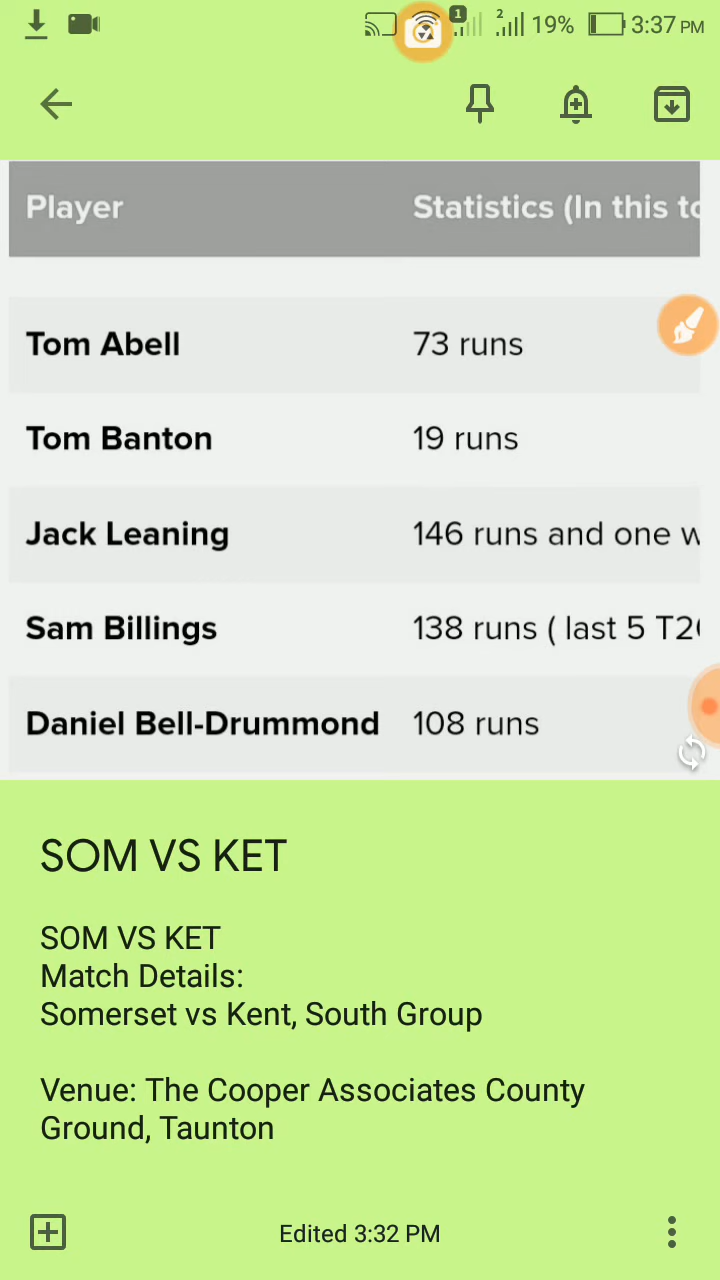 1 2 19% 3:37 PM
Player Statistics (In this to
Tom Abell 73 runs
Tom Banton 19 runs
Jack Leaning 146 runs and one w
Sam Billings 138 runs ( last 5 T20
Daniel Bell-Drummond 108 runs
SOM VS KET
SOM VS KET
Match Details:
Somerset vs Kent, South Group
Venue: The Cooper Associates County
Ground, Taunton
Edited 3:32 PM